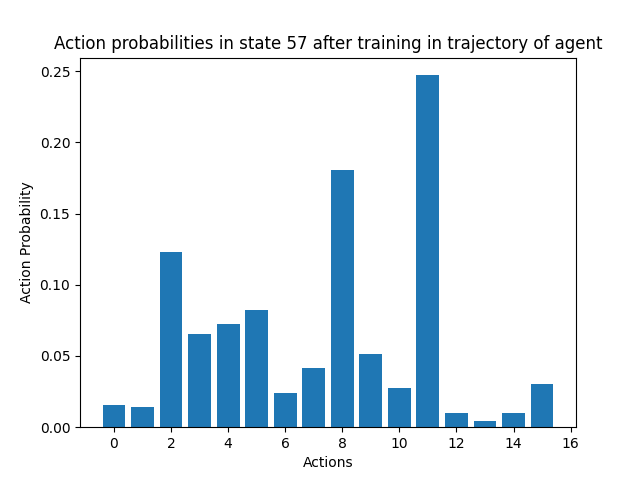 Action probabilities in state 57 after training in trajectory of agent
0.25
0.20
0.15
0.10
0.05
0.00
Action Probability
0 2 4 6 8 10 12 14 16
Actions